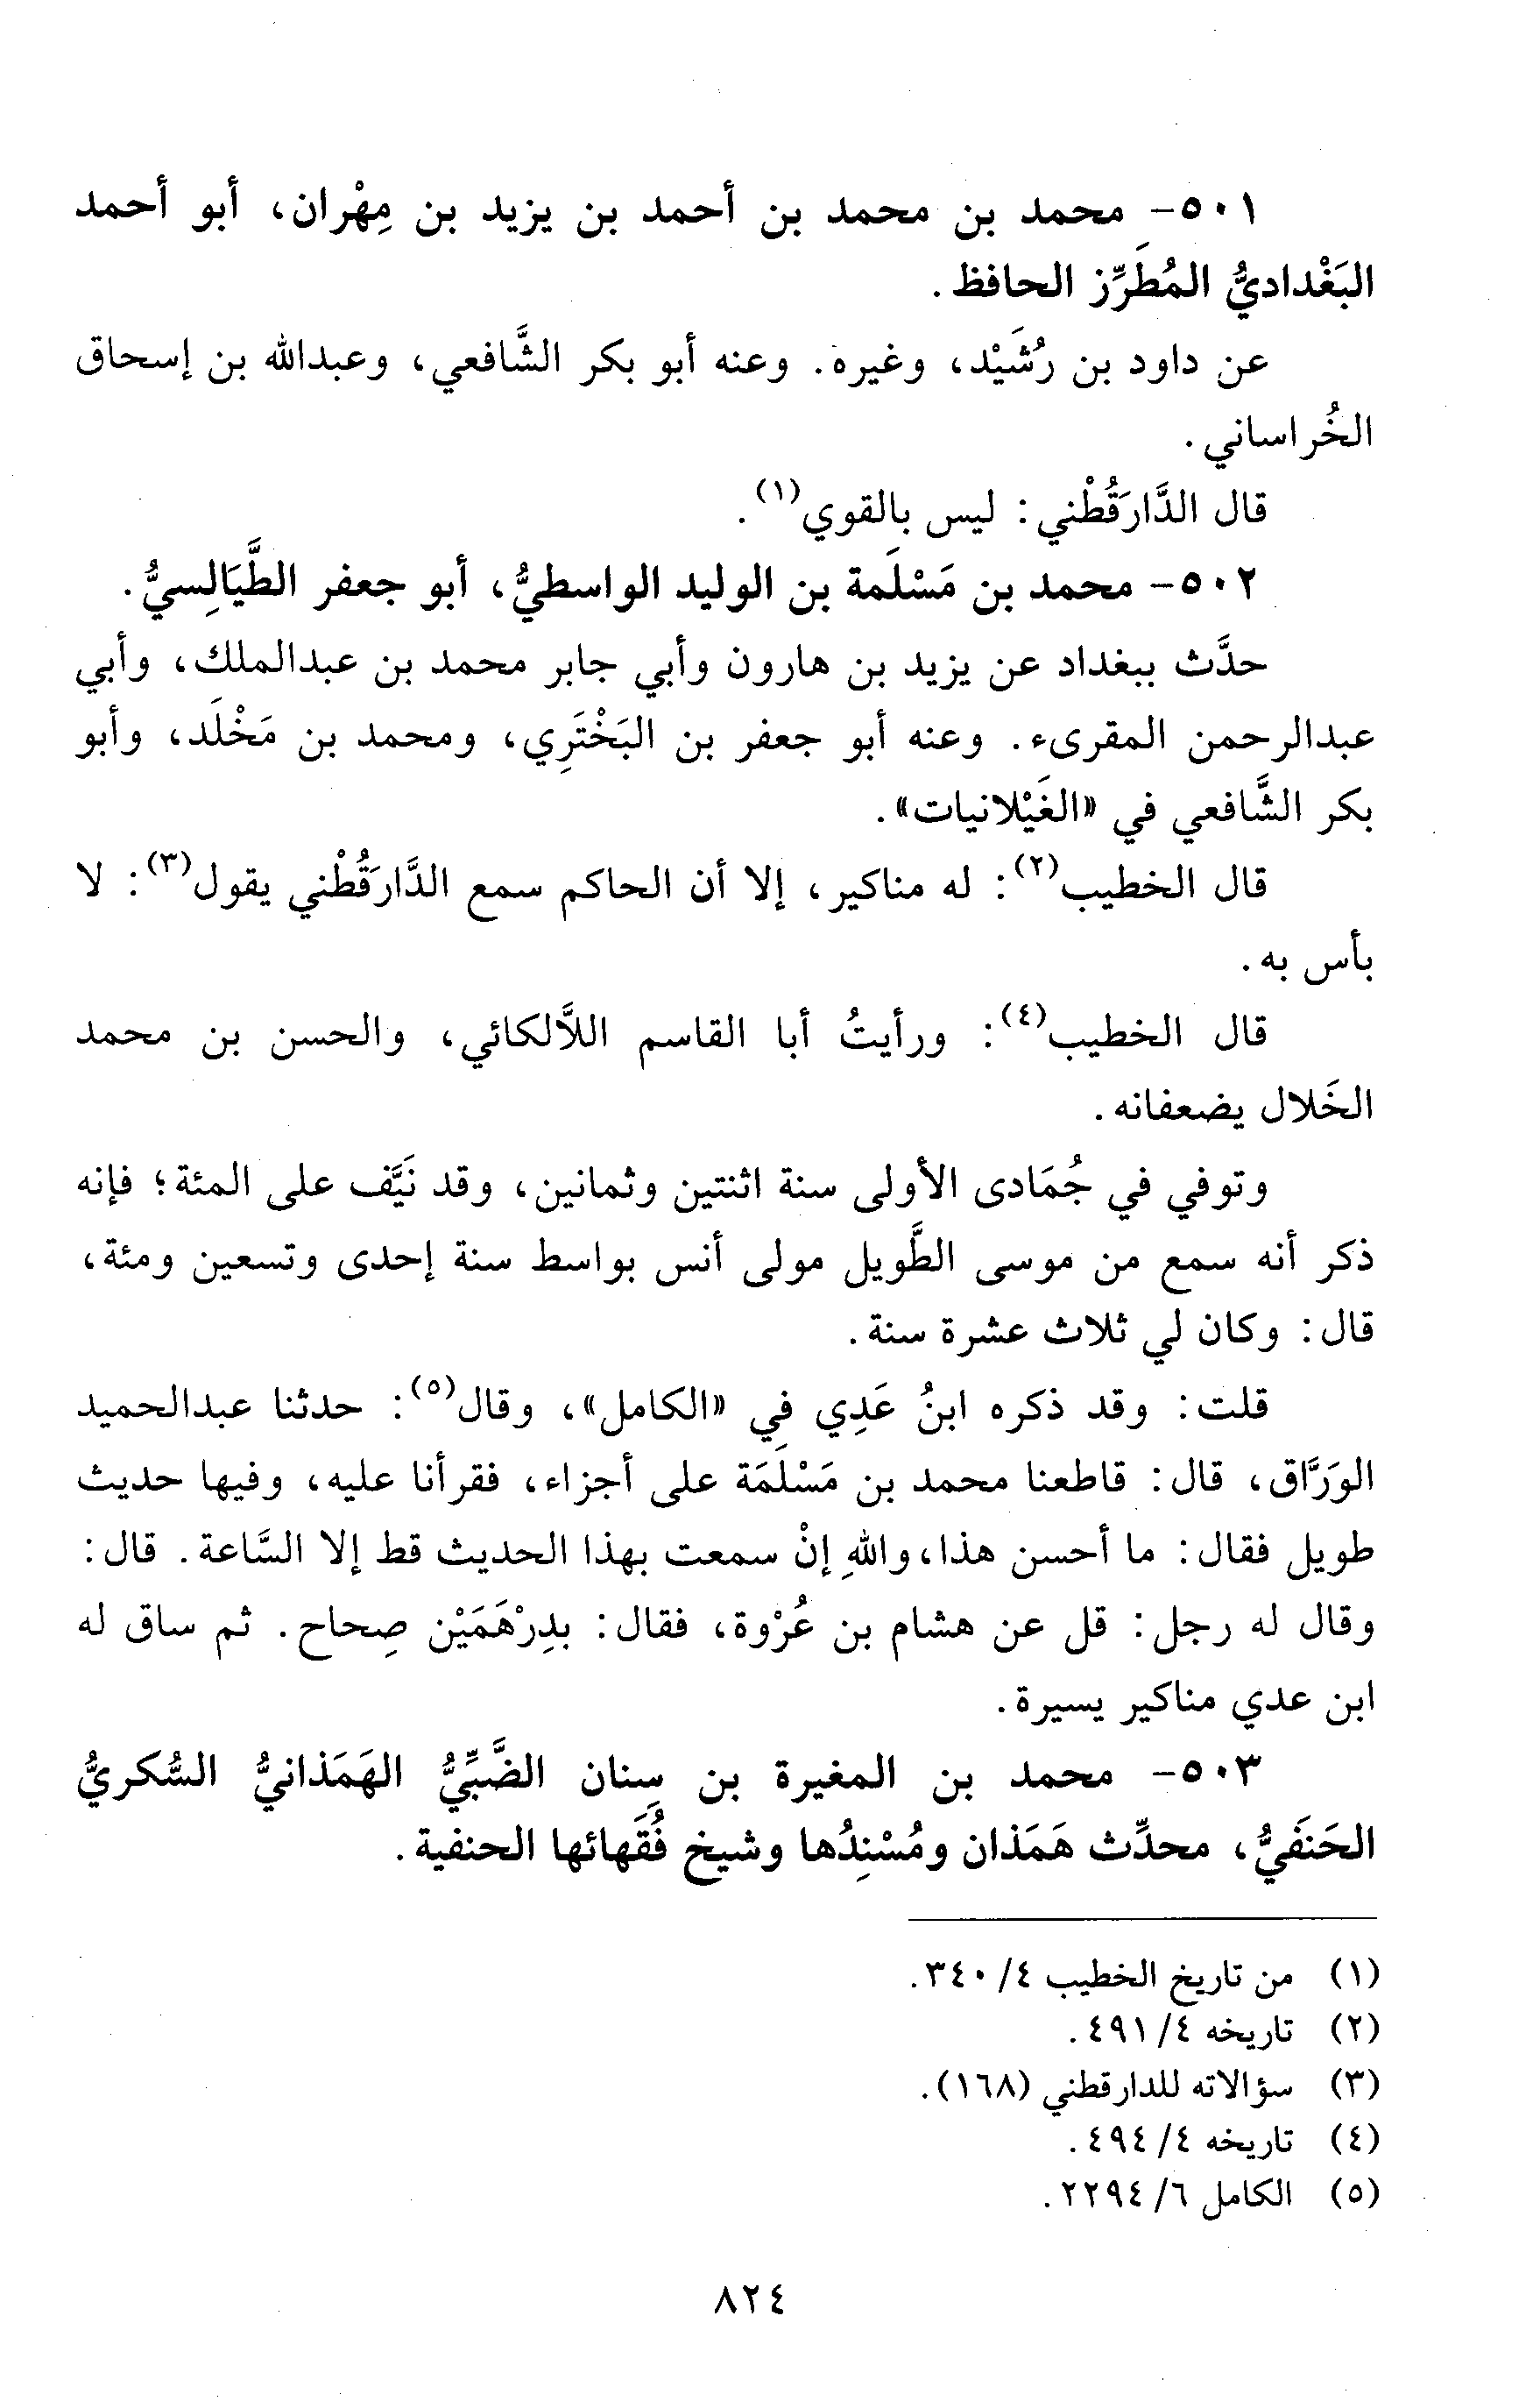 ٥٠١- محمد بن محمد بن أحمد بن يزيد بن مِهْران، أبو أحمد
البَغْداديُّ المُطَرِّز الحافظ.
عن داود بن رُشَيْد، وغيره. وعنه أبو بكر الشَّافعي، وعبدالله بن إسحاق
الخُراساني.
قال الدَّارَقُطْني: ليس بالقوي(١).
٥٠٢- محمد بن مَسْلَمة بن الوليد الواسطيُّ، أبو جعفر الطَّيَالِسيُّ.
حدَّث ببغداد عن يزيد بن هارون وأبي جابر محمد بن عبدالملك، وأبي
عبدالرحمن المقرىء. وعنه أبو جعفر بن البَخْتَرِي، ومحمد بن مَخْلَد، وأبو
بكر الشَّافعي في «الغَيْلانيات».
قال الخطيب(٢): له مناكير، إلا أن الحاكم سمع الدَّارَقُطْني يقول(٣): لا
بأس به.
قال الخطيب(٤): ورأيتُ أبا القاسم اللاَّلكائي، والحسن بن محمد
الخَلال يضعفانه.
وتوفي في جُمَادى الأولى سنة اثنتين وثمانين، وقد نَيَّف على المئة؛ فإنه
ذكر أنه سمع من موسى الطَّويل مولى أنس بواسط سنة إحدى وتسعين ومئة،
قال: وكان لي ثلاث عشرة سنة.
قلت: وقد ذكره ابنُ عَدِي في «الكامل»، وقال(٥): حدثنا عبدالحميد
الورَّاق، قال: قاطعنا محمد بن مَسْلَمَة على أجزاء، فقرأنا عليه، وفيها حديث
طويل فقال: ما أحسن هذا، واللهِ إنْ سمعت بهذا الحديث قط إلا السَّاعة. قال:
وقال له رجل: قل عن هشام بن عُرْوة، فقال: بدِرْهَمَيْن صِحاح. ثم ساق له
ابن عدي مناكير يسيرة.
٥٠٣- محمد بن المغيرة بن سِنان الضَّبِّيُّ الهَمَذانيُّ السُّكريُّ
الحَنَفيُّ، محدِّث هَمَذان ومُسْنِدُها وشيخ فُقَهائها الحنفية.
(١) من تاريخ الخطيب ٤/ ٣٤٠.
(٢) تاريخه ٤/ ٤٩١.
(٣) سؤالاته للدارقطني (١٦٨).
(٤) تاريخه ٤/ ٤٩٤.
(٥) الكامل ٦/ ٢٢٩٤.
٨٢٤